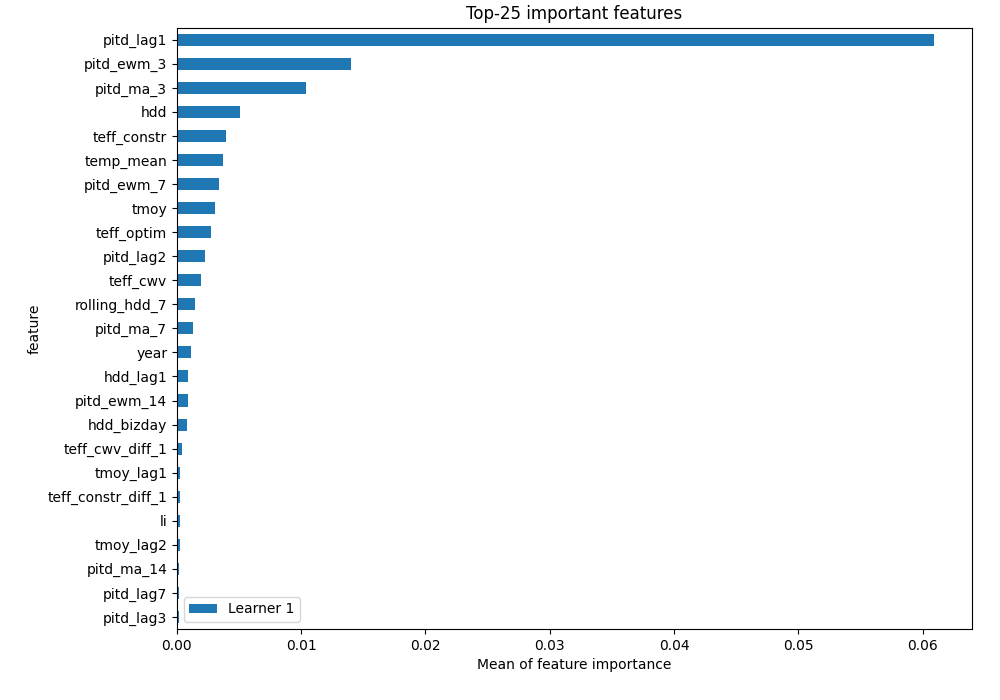 Top-25 important features
feature
pitd_lag1
pitd_ewm_3
pitd_ma_3
hdd
teff_constr
temp_mean
pitd_ewm_7
tmoy
teff_optim
pitd_lag2
teff_cwv
rolling_hdd_7
pitd_ma_7
year
hdd_lag1
pitd_ewm_14
hdd_bizday
teff_cwv_diff_1
tmoy_lag1
teff_constr_diff_1
li
tmoy_lag2
pitd_ma_14
pitd_lag7
pitd_lag3
Learner 1
0.00 0.01 0.02 0.03 0.04 0.05 0.06
Mean of feature importance